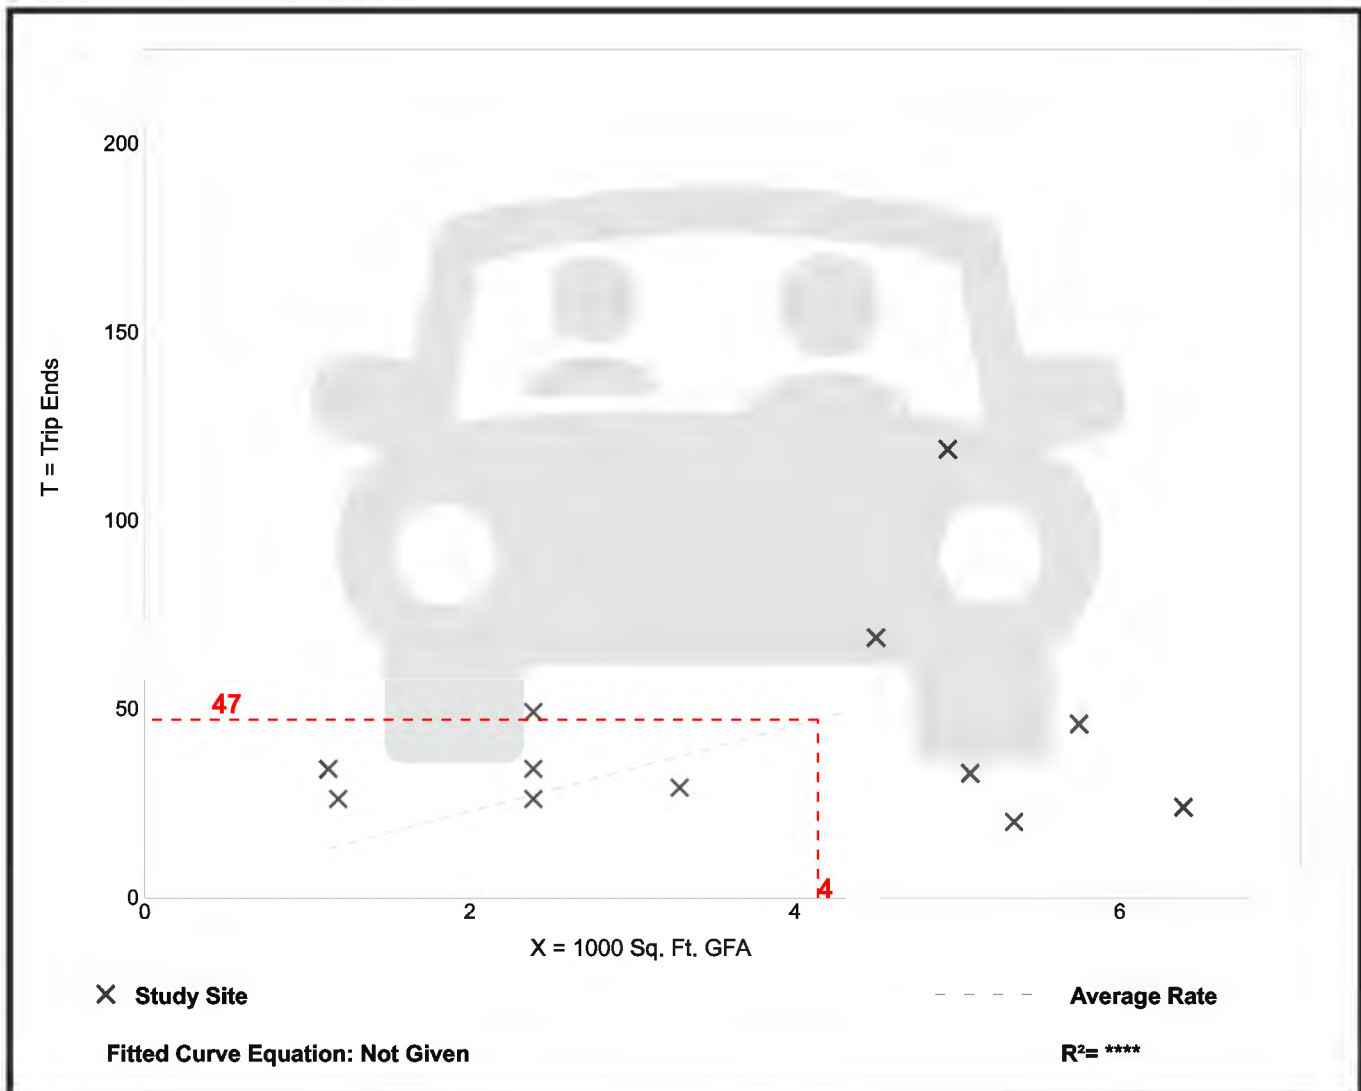 200
150
T = Trip Ends
100
50
47
0
4
0 2 4 6
X = 1000 Sq. Ft. GFA
Study Site
Average Rate
Fitted Curve Equation: Not Given
R²= ****